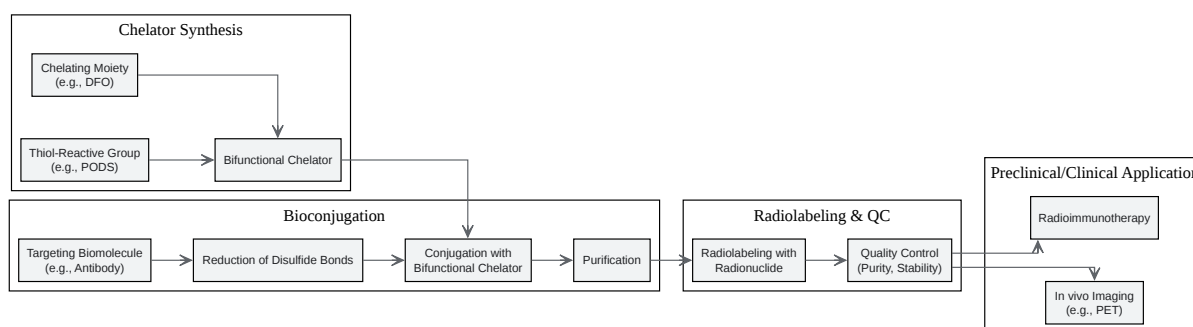 Chelator Synthesis
Chelating Moiety
(e.g., DFO)
Thiol-Reactive Group
(e.g., PODS)
Bifunctional Chelator
Bioconjugation
Targeting Biomolecule
(e.g., Antibody)
Reduction of Disulfide Bonds
Conjugation with
Bifunctional Chelator
Purification
Radiolabeling & QC
Radiolabeling with
Radionuclide
Quality Control
(Purity, Stability)
Preclinical/Clinical Application
Radioimmunotherapy
In vivo Imaging
(e.g., PET)